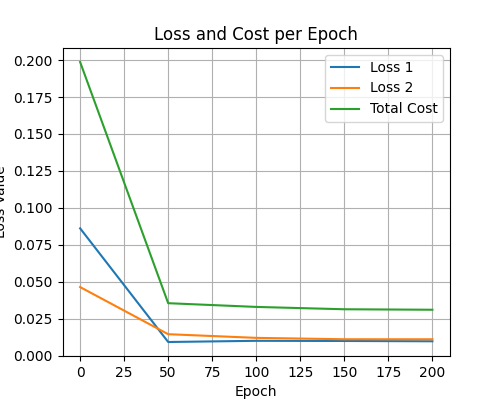 Loss and Cost per Epoch
Loss 1
Loss 2
Total Cost
0.200
0.175
0.150
0.125
0.100
0.075
0.050
0.025
0.000
0 25 50 75 100 125 150 175 200
Epoch
Loss Value